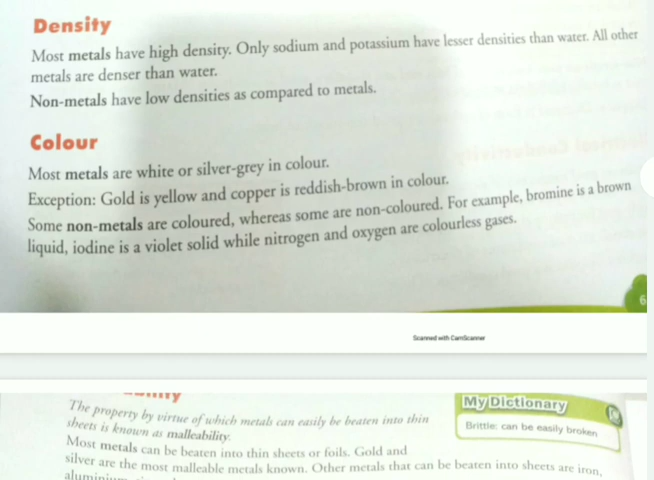 Density
Most metals have high density. Only sodium and potassium have lesser densities than water. All other
metals are denser than water.
Non-metals have low densities as compared to metals.
Colour
Most metals are white or silver-grey in colour.
Exception: Gold is yellow and copper is reddish-brown in colour.
Some non-metals are coloured, whereas some are non-coloured. For example, bromine is a brown
liquid, iodine is a violet solid while nitrogen and oxygen are colourless gases.
6
Scanned with CamScanner
The property by virtue of which metals can easily be beaten into thin
sheets is known as malleability.
Most metals can be beaten into thin sheets or foils. Gold and
silver are the most malleable metals known. Other metals that can be beaten into sheets are iron,
My Dictionary
Brittle: can be easily broken